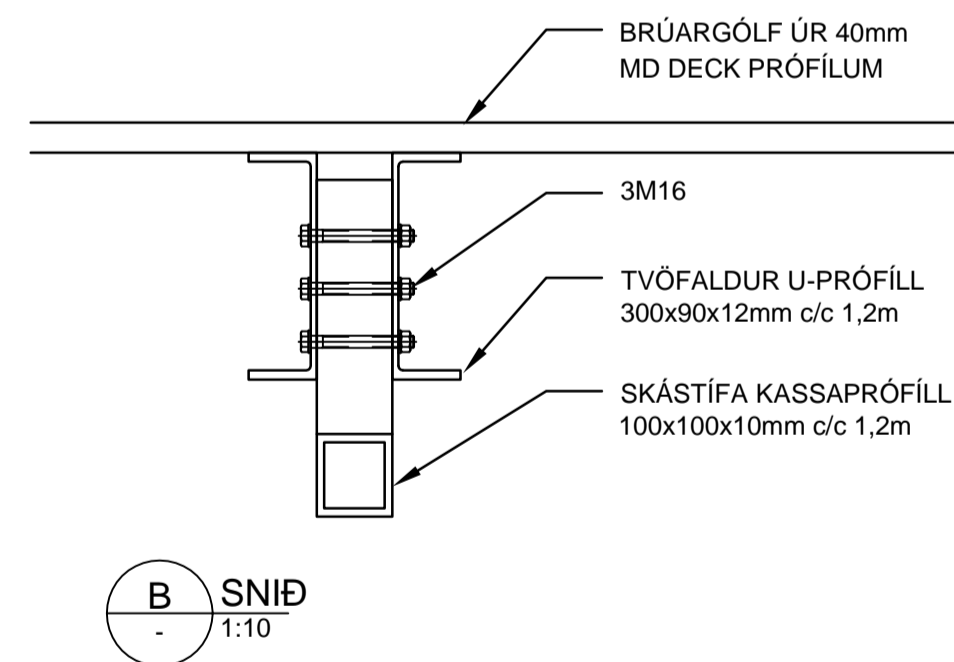 BRÚARGÓLF ÚR 40mm
MD DECK PRÓFÍLUM
3M16
TVÖFALDUR U-PRÓFÍLL
300x90x12mm c/c 1,2m
SKÁSTÍFA KASSAPRÓFÍLL
100x100x10mm c/c 1,2m
B SNIÐ
- 1:10